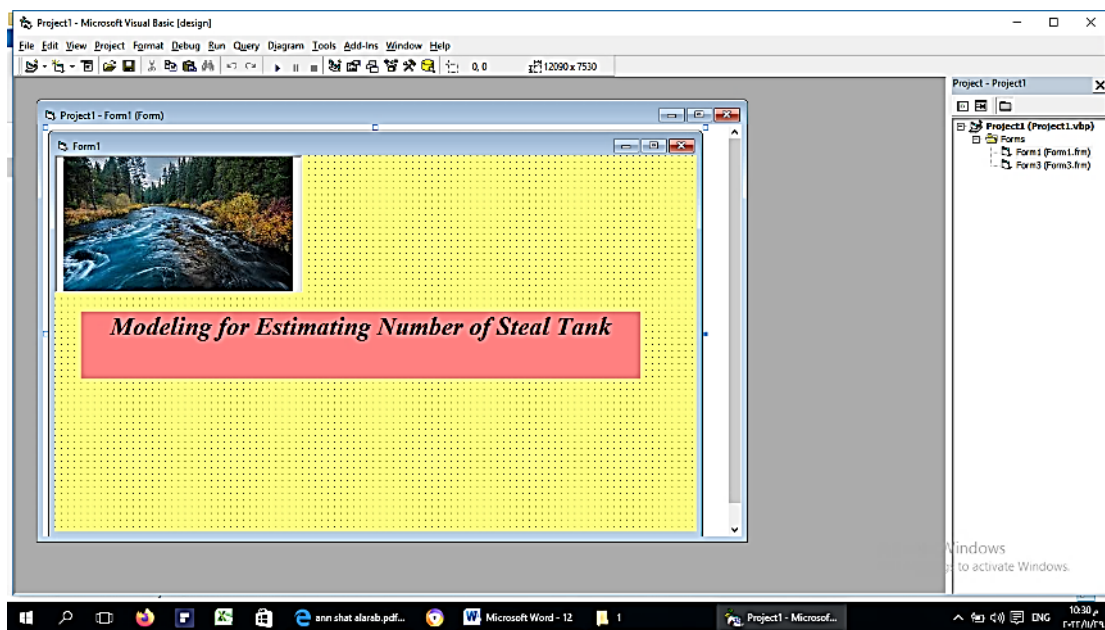 Project1 - Microsoft Visual Basic [design]
File Edit View Project Format Debug Run Query Diagram Tools Add-Ins Window Help
0, 0 12090 x 7530
Project - Project1
Project1 - Form1 (Form)
Project1 (Project1.vbp)
Forms
Form1 (Form1.frm)
Form3 (Form3.frm)
Form1
Modeling for Estimating Number of Steal Tank
Windows
to activate Windows.
ann shat alarab.pdf...
Microsoft Word - 12
1
Project1 - Microsof...
ENG
10:30 م